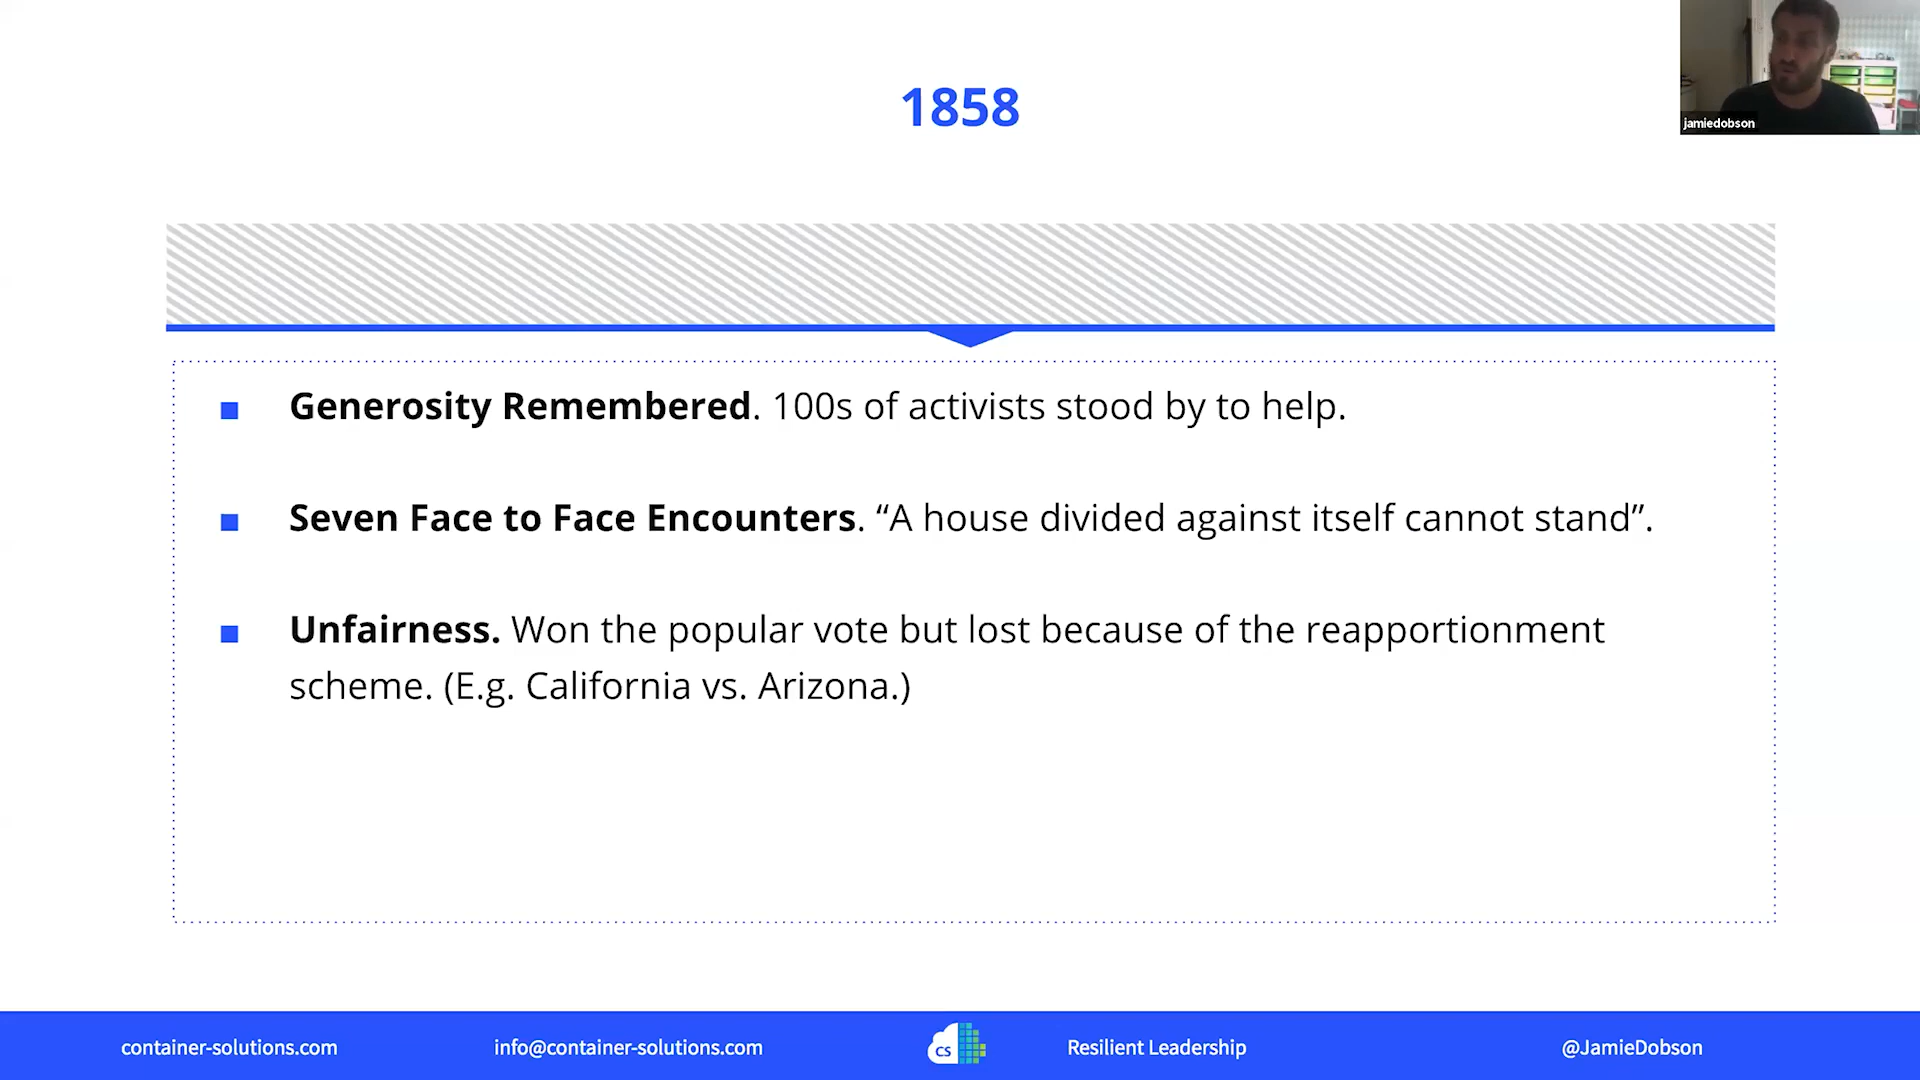 1858
jamiedobson
Generosity Remembered. 100s of activists stood by to help.
Seven Face to Face Encounters. “A house divided against itself cannot stand”.
Unfairness. Won the popular vote but lost because of the reapportionment
scheme. (E.g. California vs. Arizona.)
container-solutions.com
info@container-solutions.com
CS
Resilient Leadership
@JamieDobson